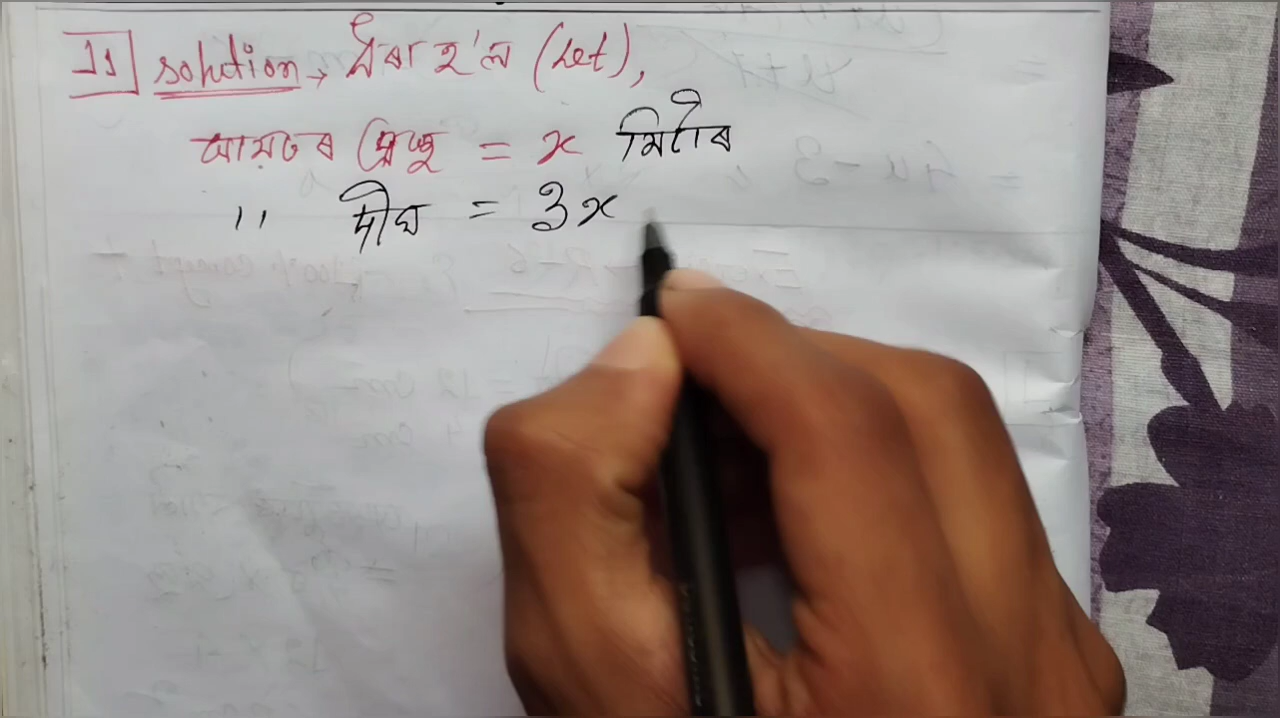 11 solution → ধৰা হ'ল (Let),
আয়তৰ প্ৰস্থ = x মিটাৰ
" দীঘ = 3x